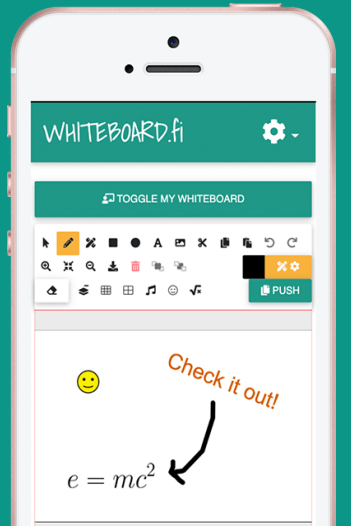 WHITEBOARD.fi
TOGGLE MY WHITEBOARD
A
PUSH
Check it out!
e = mc²